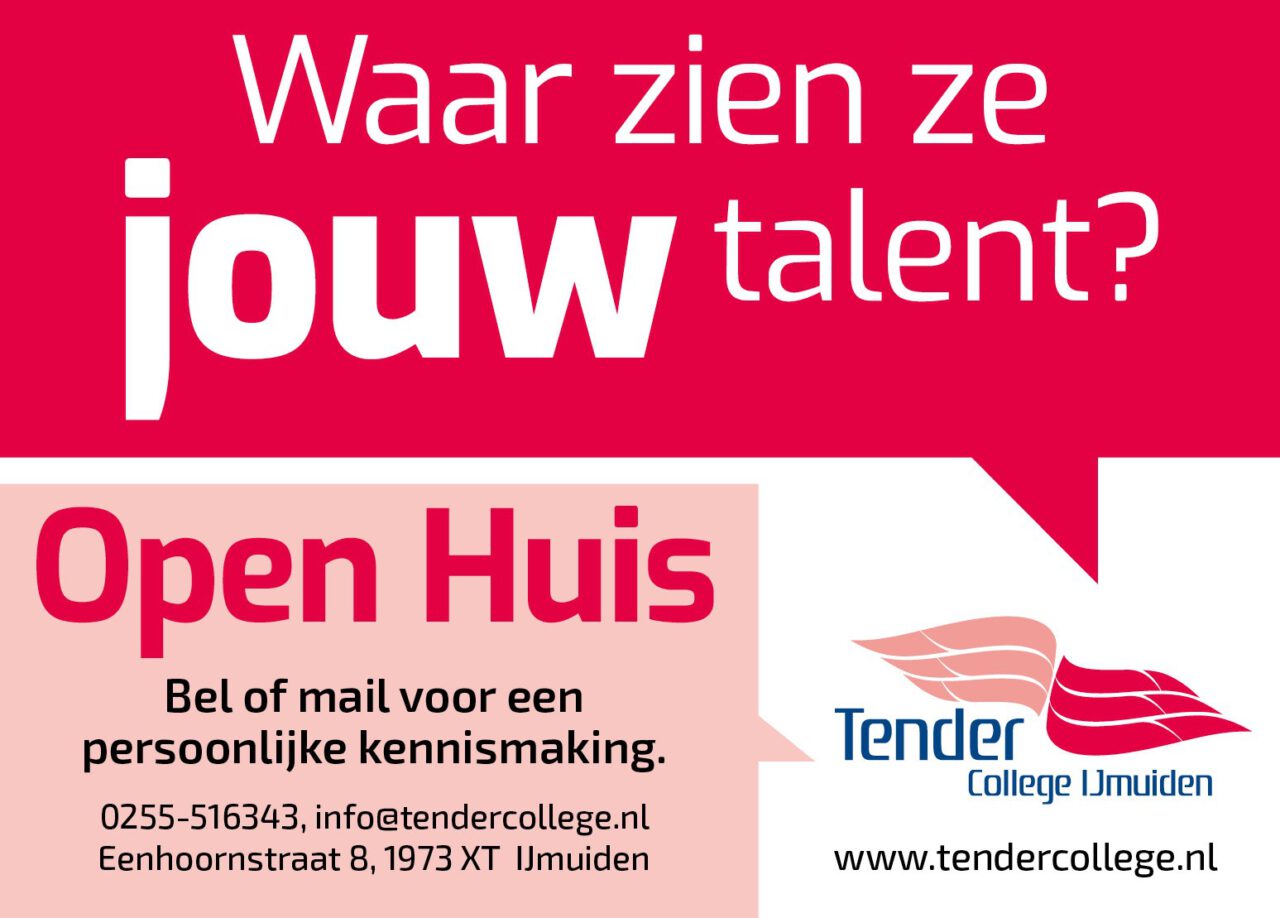 Waar zien ze
jouw talent?
Open Huis
Bel of mail voor een
persoonlijke kennismaking.
0255-516343, info@tendercollege.nl
Eenhoornstraat 8, 1973 XT IJmuiden
Tender
College IJmuiden
www.tendercollege.nl